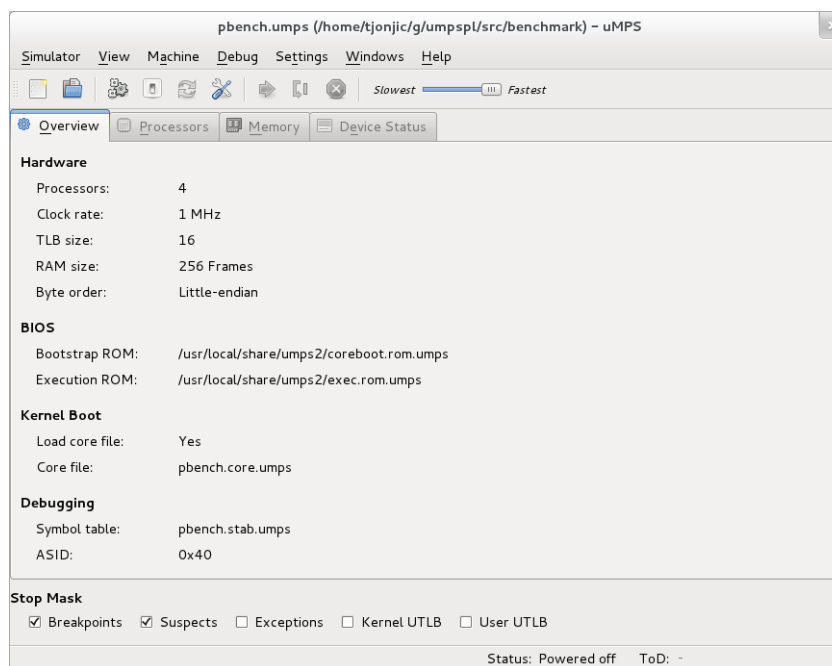 pbench.umps (/home/tjonjic/g/umpspl/src/benchmark) – uMPS
Simulator View Machine Debug Settings Windows Help
Slowest Fastest
Overview Processors Memory Device Status
Hardware
Processors: 4
Clock rate: 1 MHz
TLB size: 16
RAM size: 256 Frames
Byte order: Little-endian
BIOS
Bootstrap ROM: /usr/local/share/umps2/coreboot.rom.umps
Execution ROM: /usr/local/share/umps2/exec.rom.umps
Kernel Boot
Load core file: Yes
Core file: pbench.core.umps
Debugging
Symbol table: pbench.stab.umps
ASID: 0x40
Stop Mask
Breakpoints Suspects Exceptions Kernel UTLB User UTLB
Status: Powered off ToD: -